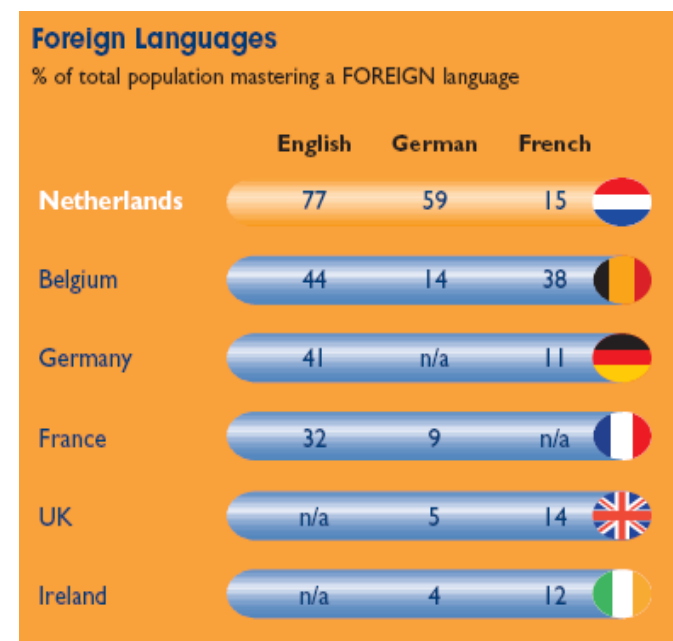 Foreign Languages
% of total population mastering a FOREIGN language
English German French
Netherlands 77 59 15
Belgium 44 14 38
Germany 41 n/a 11
France 32 9 n/a
UK n/a 5 14
Ireland n/a 4 12